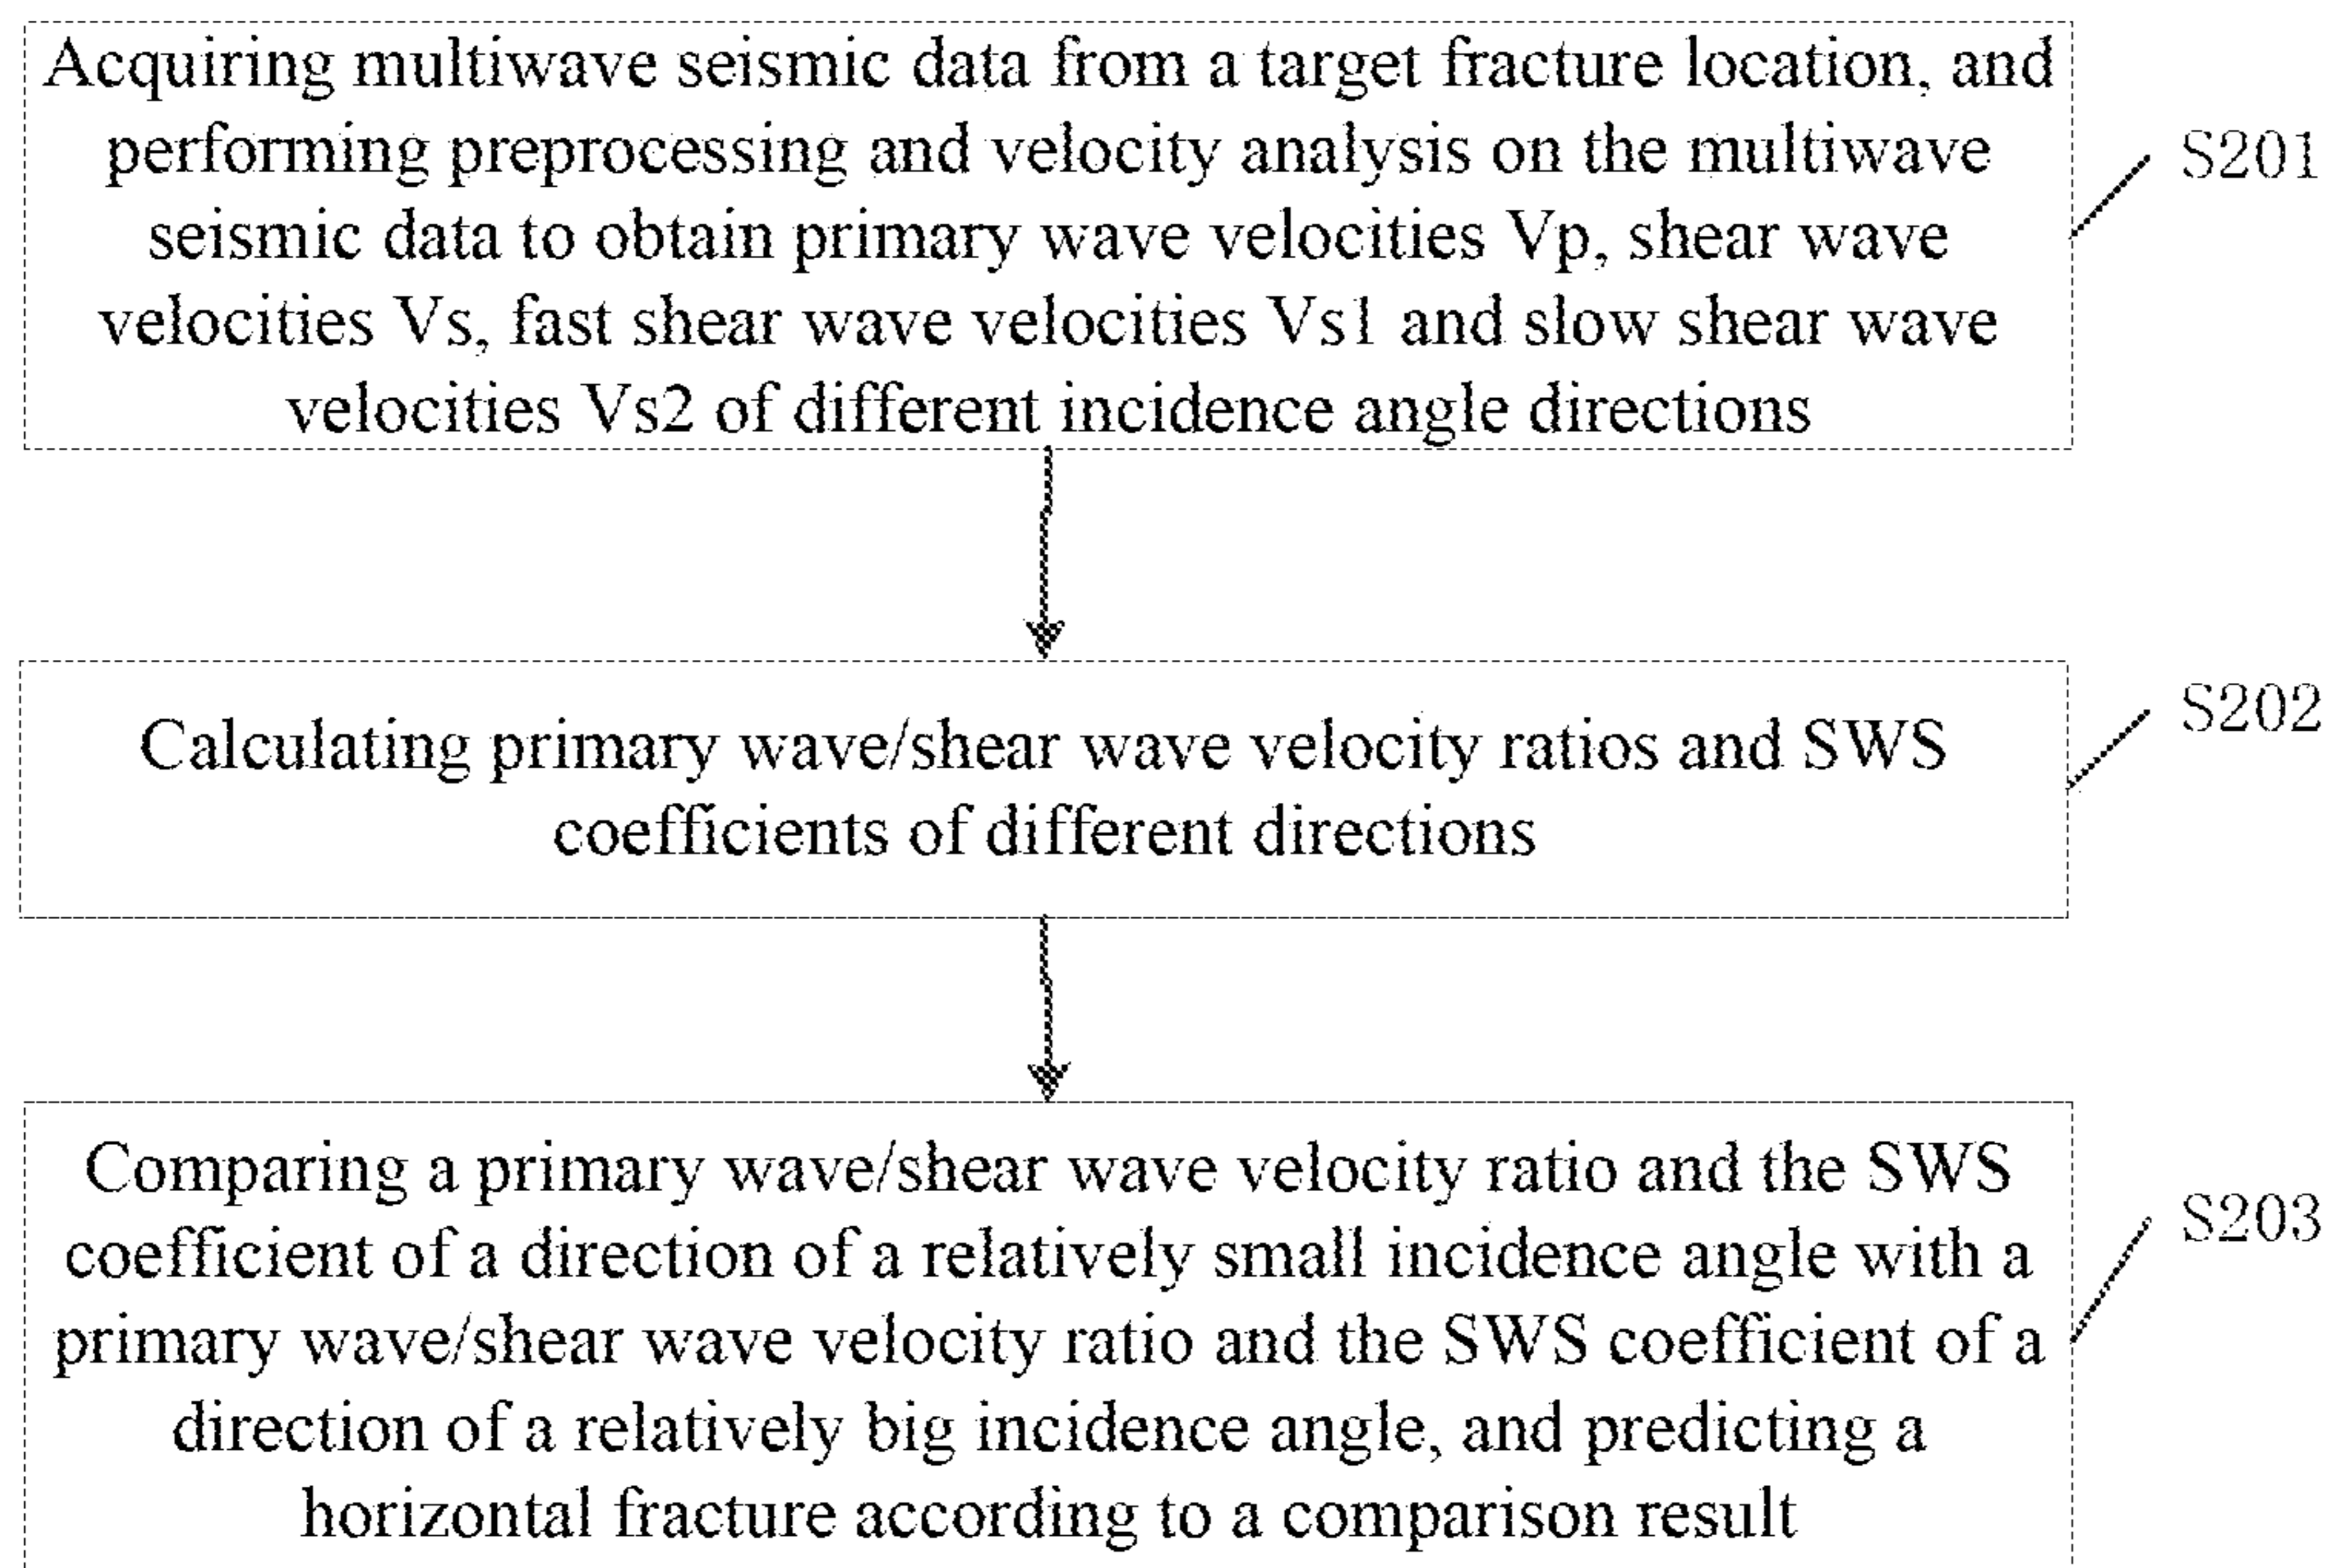 Acquiring multiwave seismic data from a target fracture location, and
performing preprocessing and velocity analysis on the multiwave
seismic data to obtain primary wave velocities Vp, shear wave
velocities Vs, fast shear wave velocities Vs1 and slow shear wave
velocities Vs2 of different incidence angle directions
S201
Calculating primary wave/shear wave velocity ratios and SWS
coefficients of different directions
S202
Comparing a primary wave/shear wave velocity ratio and the SWS
coefficient of a direction of a relatively small incidence angle with a
primary wave/shear wave velocity ratio and the SWS coefficient of a
direction of a relatively big incidence angle, and predicting a
horizontal fracture according to a comparison result
S203